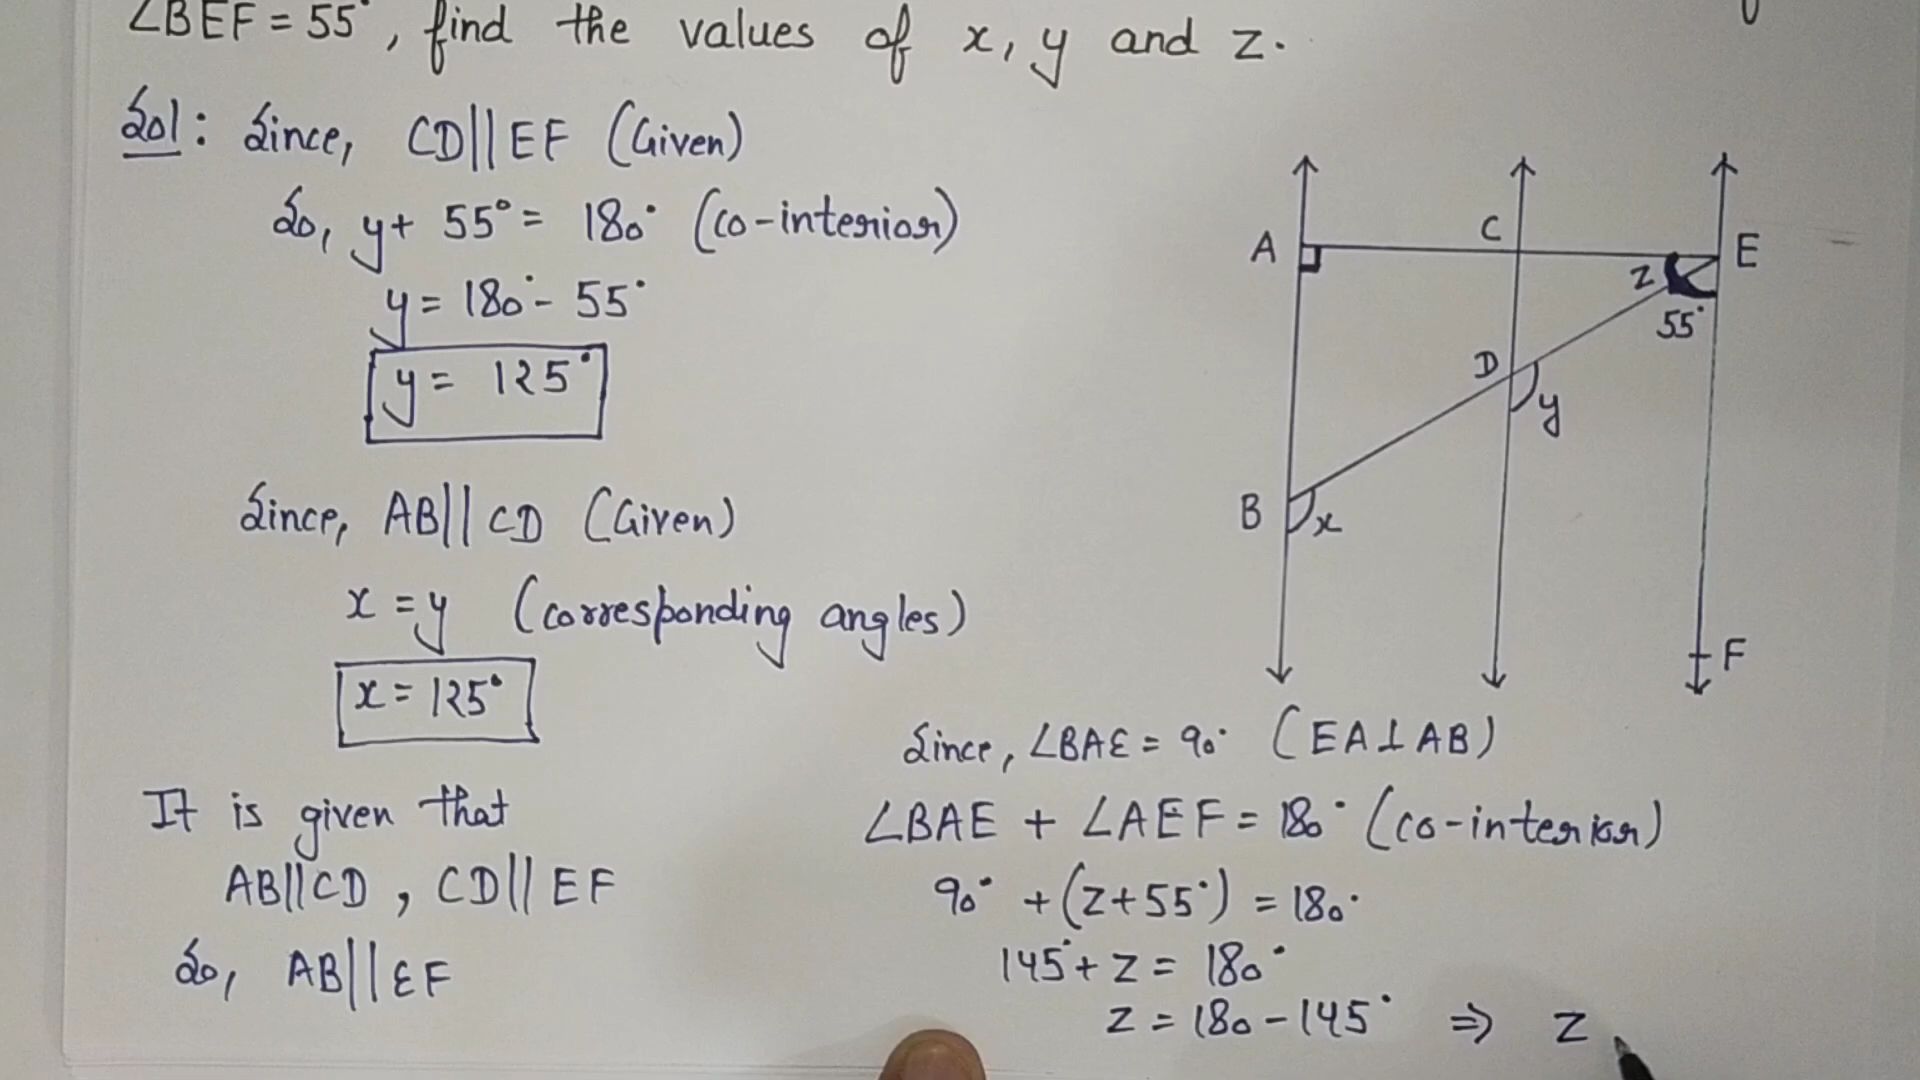 ∠BEF = 55°, find the values of x, y and z.
Sol: Since, CD||EF (Given)
So, y + 55° = 180° (co-interior)
y = 180° - 55°
y = 125°
Since, AB||CD (Given)
x = y (corresponding angles)
x = 125°
It is given that
AB||CD, CD||EF
So, AB||EF
A
C
E
z
55°
D
y
B
x
F
Since, ∠BAE = 90° (EA⊥AB)
∠BAE + ∠AEF = 180° (co-interior)
90° + (z+55°) = 180°
145° + z = 180°
z = 180 - 145° ⇒ z